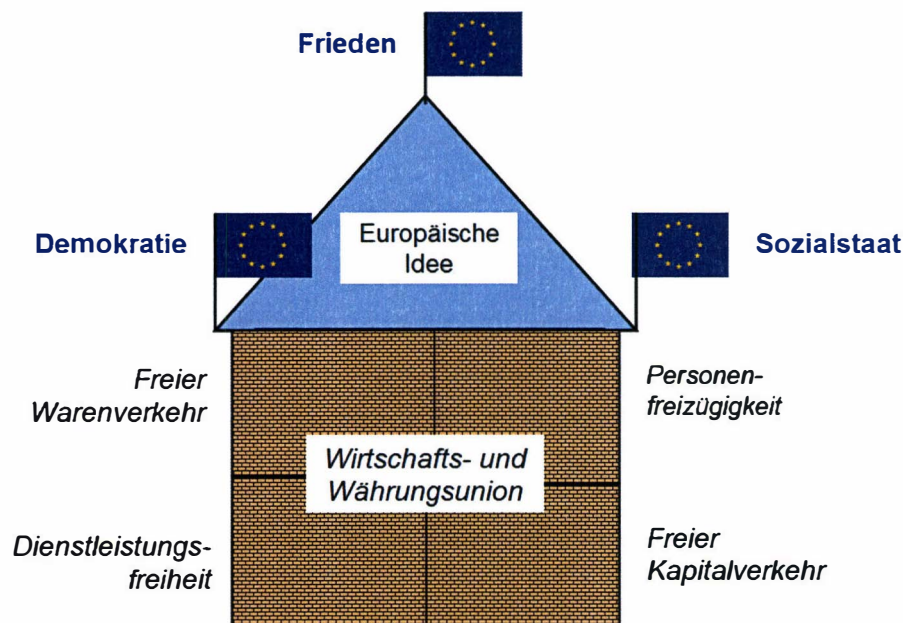 Frieden
Demokratie
Europäische
Idee
Sozialstaat
Freier
Warenverkehr
Personen-
freizügigkeit
Wirtschafts- und
Währungsunion
Dienstleistungs-
freiheit
Freier
Kapitalverkehr